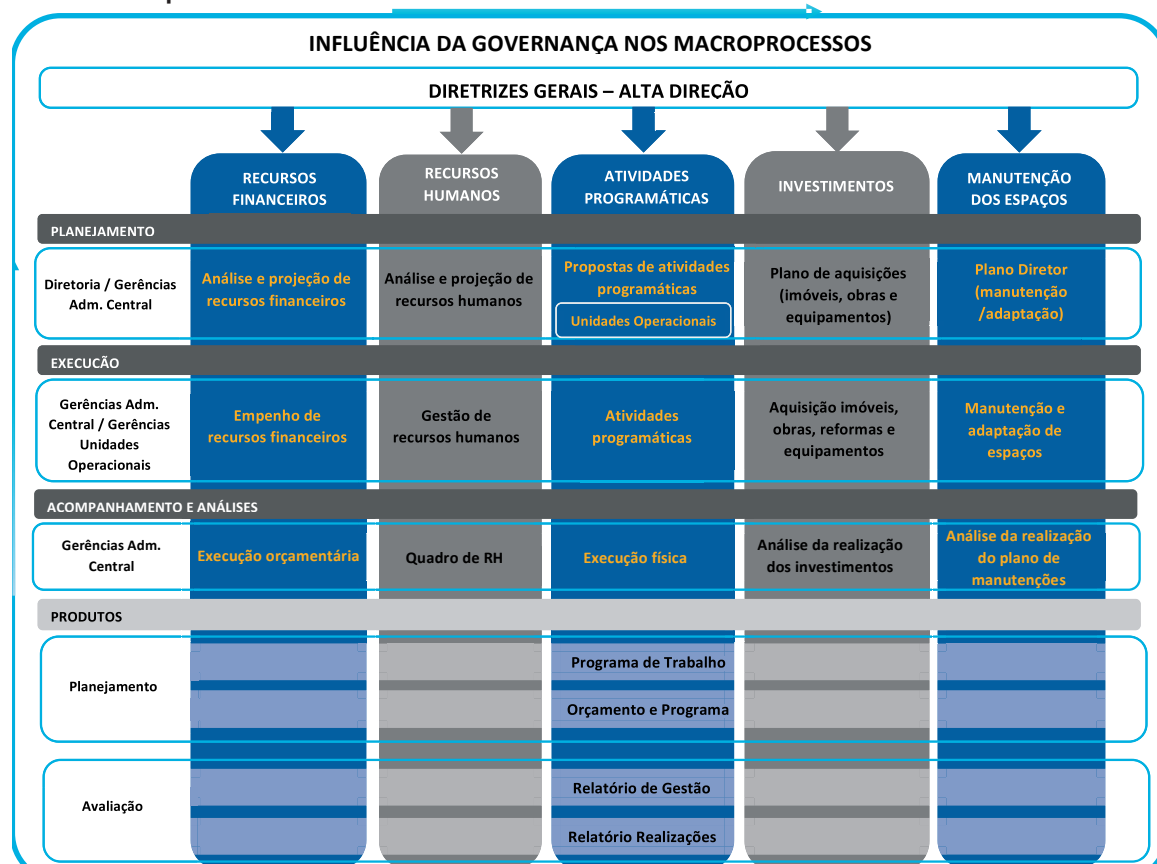 INFLUÊNCIA DA GOVERNANÇA NOS MACROPROCESSOS
DIRETRIZES GERAIS – ALTA DIREÇÃO
RECURSOS
FINANCEIROS
RECURSOS
HUMANOS
ATIVIDADES
PROGRAMÁTICAS
INVESTIMENTOS
MANUTENÇÃO
DOS ESPAÇOS
PLANEJAMENTO
Diretoria / Gerências
Adm. Central
Análise e projeção de
recursos financeiros
Análise e projeção de
recursos humanos
Propostas de atividades
programáticas
Unidades Operacionais
Plano de aquisições
(imóveis, obras e
equipamentos)
Plano Diretor
(manutenção
/adaptação)
EXECUCÃO
Gerências Adm.
Central / Gerências
Unidades
Operacionais
Empenho de
recursos financeiros
Gestão de
recursos humanos
Atividades
programáticas
Aquisição imóveis,
obras, reformas e
equipamentos
Manutenção e
adaptação de
espaços
ACOMPANHAMENTO E ANÁLISES
Gerências Adm.
Central
Execução orçamentária
Quadro de RH
Execução física
Análise da realização
dos investimentos
Análise da realização
do plano de
manutenções
PRODUTOS
Planejamento
Programa de Trabalho
Orçamento e Programa
Avaliação
Relatório de Gestão
Relatório Realizações